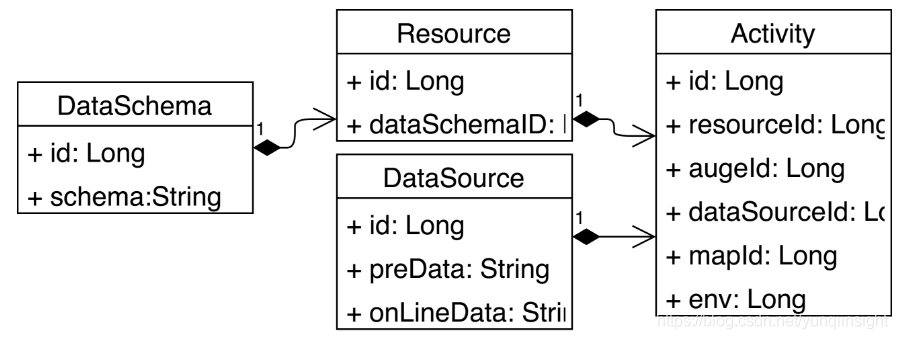 DataSchema
+ id: Long
+ schema:String
1
Resource
+ id: Long
+ dataSchemaID:
1
DataSource
+ id: Long
+ preData: String
+ onLineData: Strin
1
Activity
+ id: Long
+ resourceId: Long
+ augeId: Long
+ dataSourceId: Lo
+ mapId: Long
+ env: Long
https://blog.csdn.net/yunqiinsight